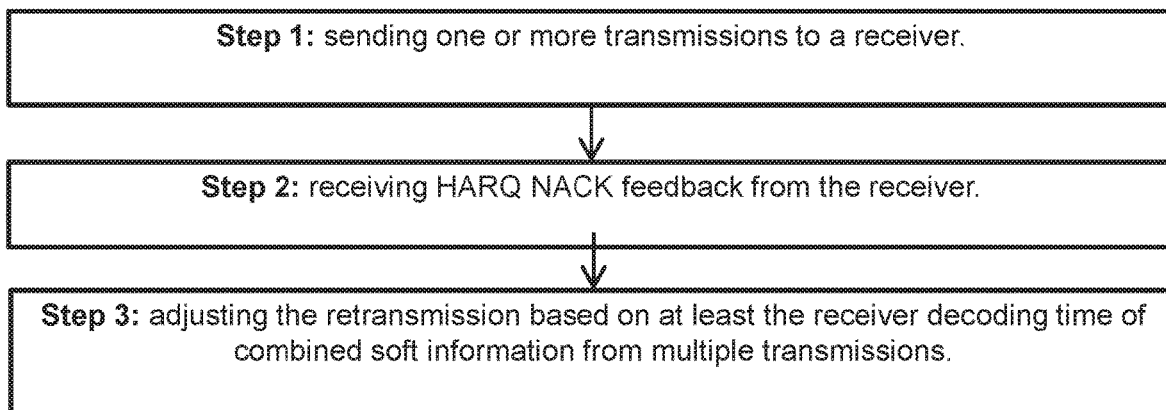 Step 1: sending one or more transmissions to a receiver.
Step 2: receiving HARQ NACK feedback from the receiver.
Step 3: adjusting the retransmission based on at least the receiver decoding time of
combined soft information from multiple transmissions.